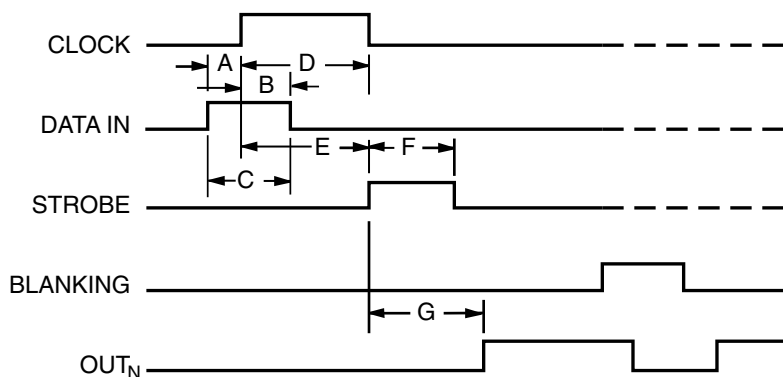 CLOCK
A D
B
DATA IN
E F
C
STROBE
BLANKING
G
OUTN